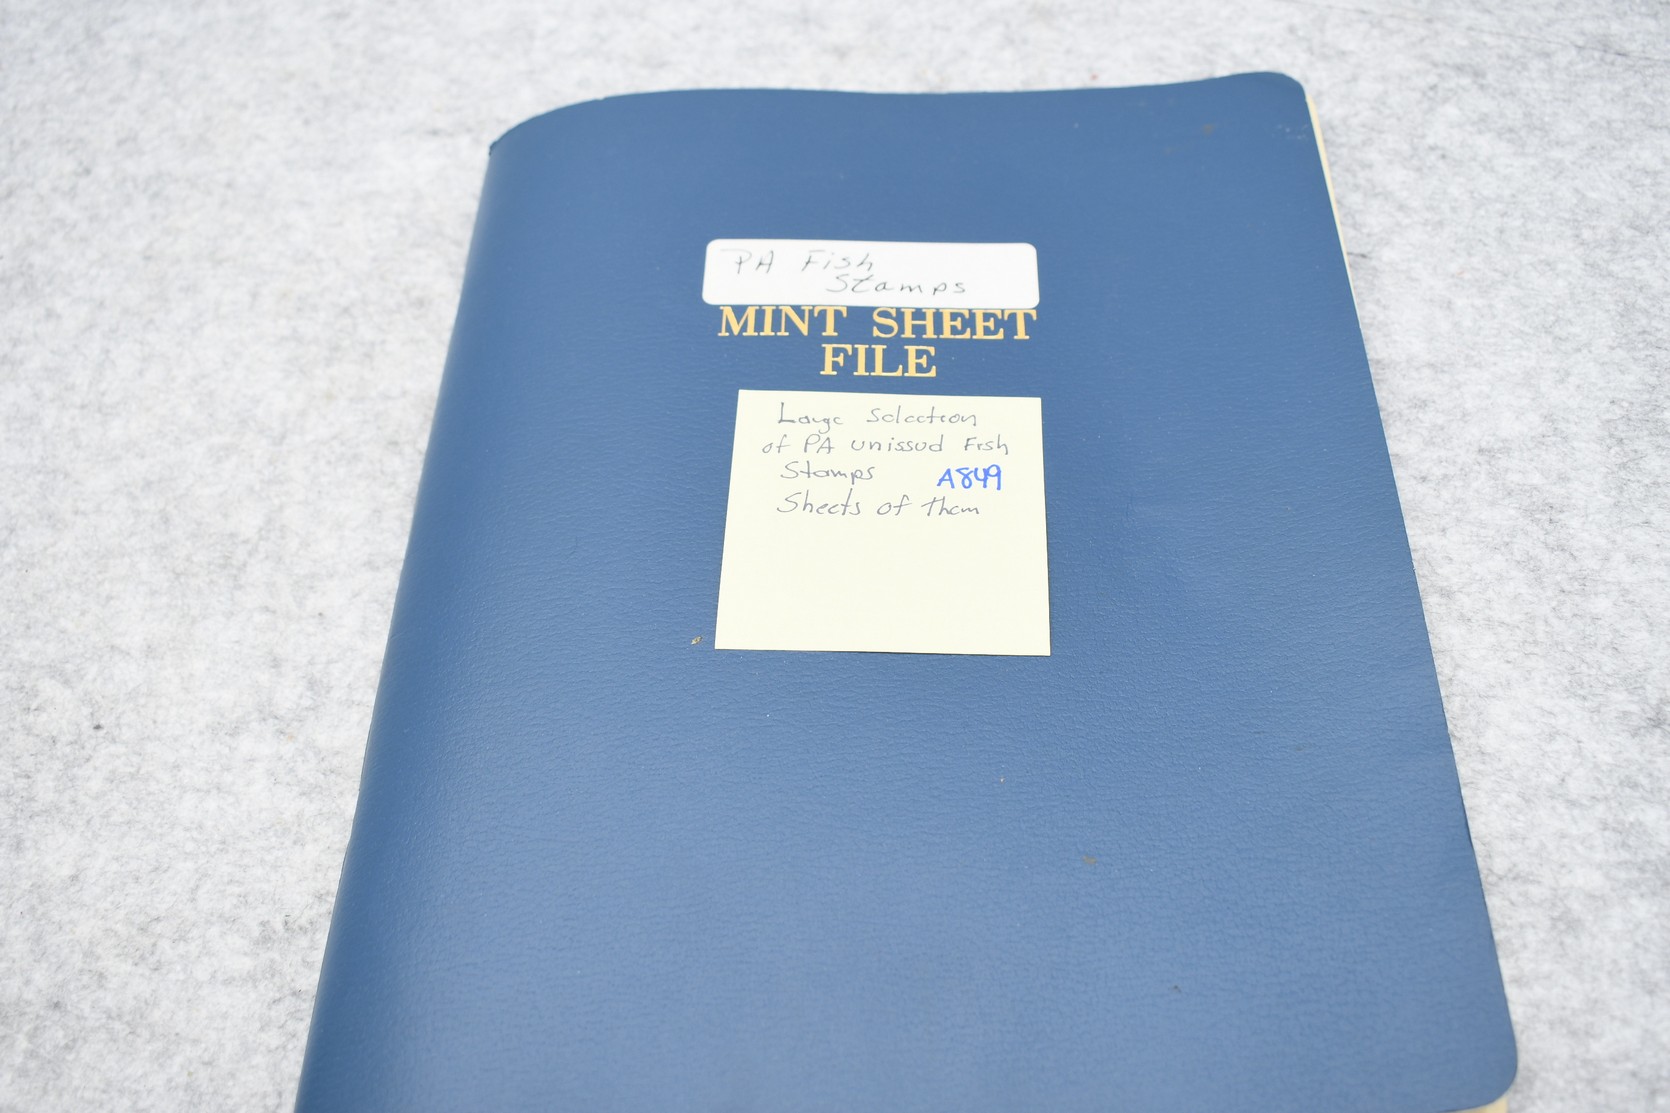 PA Fish
Stamps
MINT SHEET
FILE
Large Selection
of PA unissud Fish
Stamps A849
Sheets of them